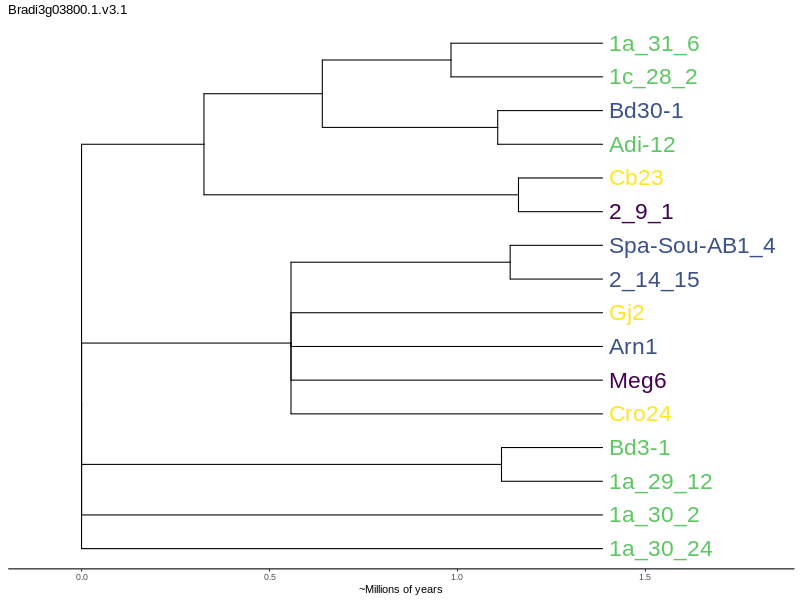 Bradi3g03800.1.v3.1
1a_31_6
1c_28_2
Bd30-1
Adi-12
Cb23
2_9_1
Spa-Sou-AB1_4
2_14_15
Gj2
Arn1
Meg6
Cro24
Bd3-1
1a_29_12
1a_30_2
1a_30_24
0.0 0.5 1.0 1.5
~Millions of years